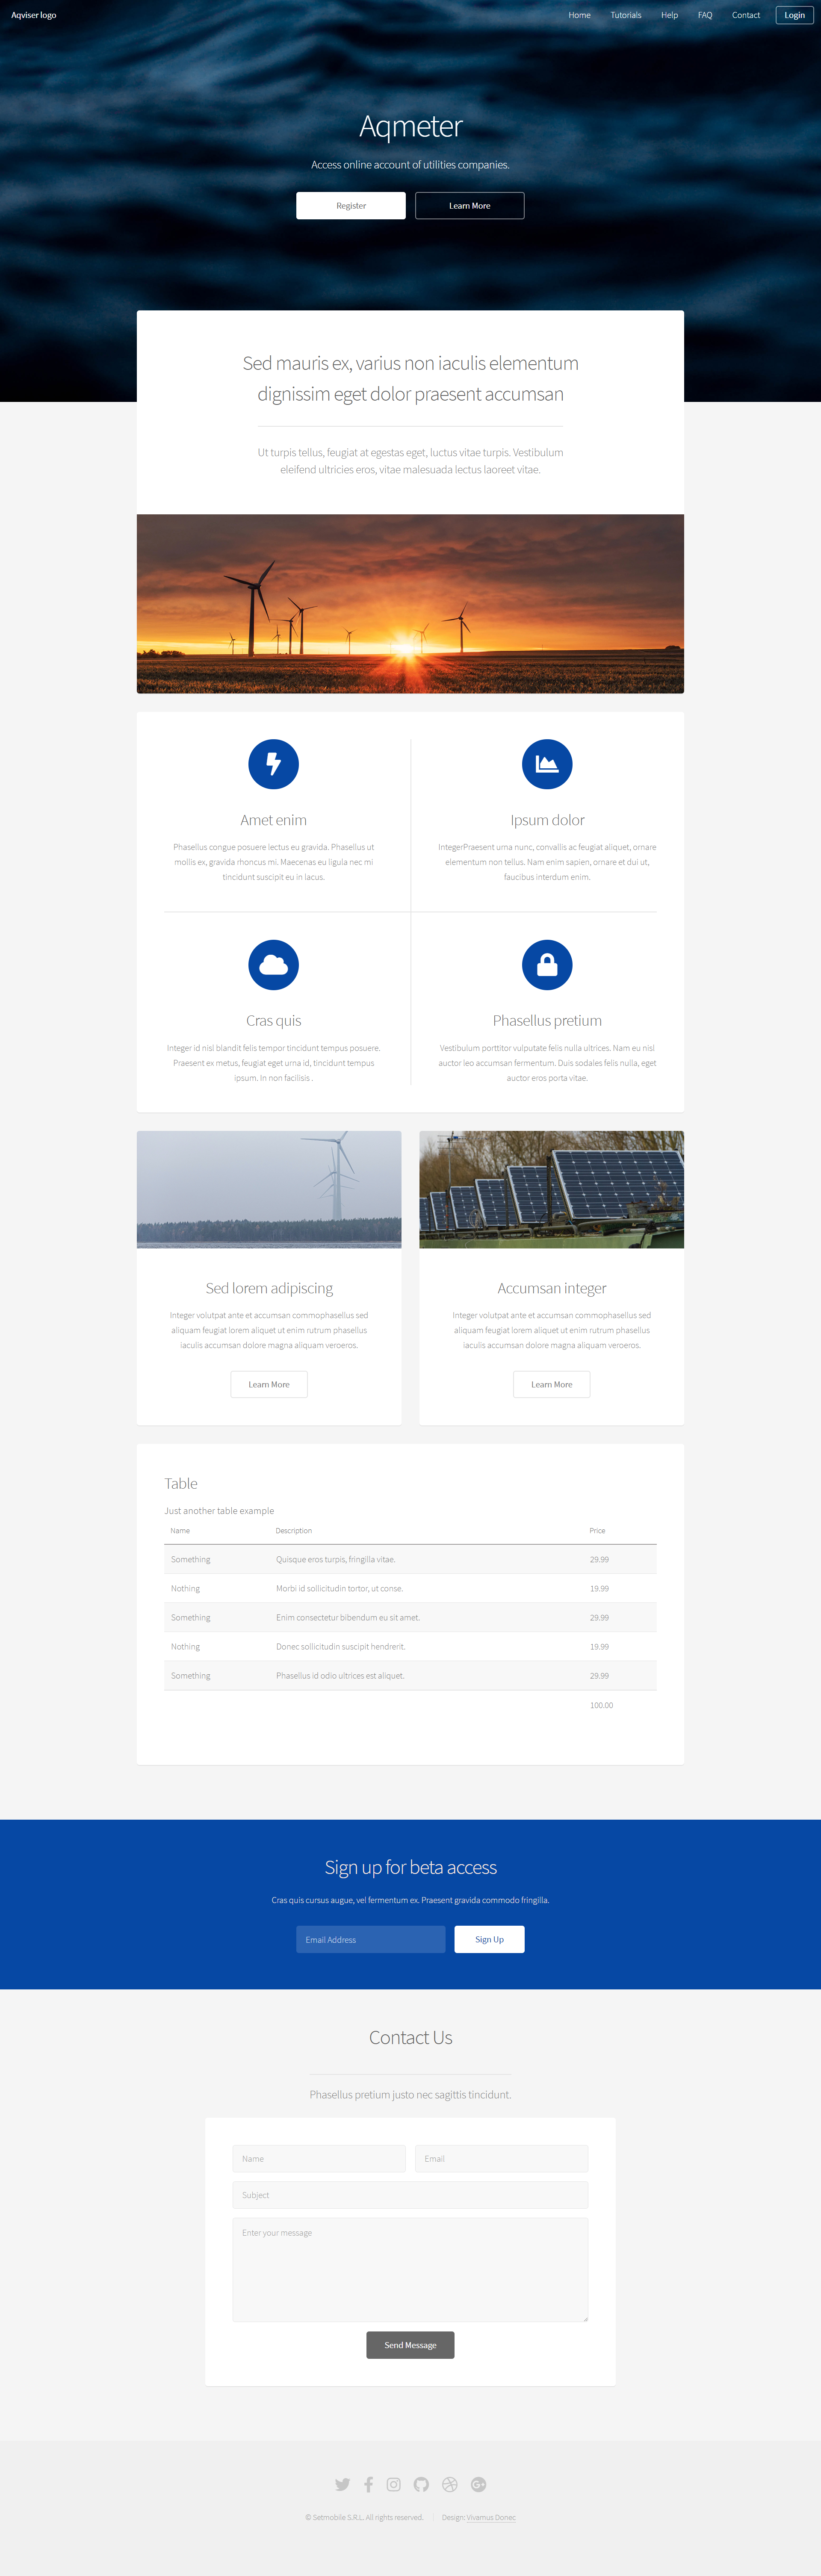 Aqviser logo
Home Tutorials Help FAQ Contact Login
Aqmeter
Access online account of utilities companies.
Register Learn More
Sed mauris ex, varius non iaculis elementum
dignissim eget dolor praesent accumsan
Ut turpis tellus, feugiat at egestas eget, luctus vitae turpis. Vestibulum
eleifend ultricies eros, vitae malesuada lectus laoreet vitae.
Amet enim
Phasellus congue posuere lectus eu gravida. Phasellus ut
mollis ex, gravida rhoncus mi. Maecenas eu ligula nec mi
tincidunt suscipit eu in lacus.
Ipsum dolor
IntegerPraesent urna nunc, convallis ac feugiat aliquet, ornare
elementum non tellus. Nam enim sapien, ornare et dui ut,
faucibus interdum enim.
Cras quis
Integer id nisl blandit felis tempor tincidunt tempus posuere.
Praesent ex metus, feugiat eget urna id, tincidunt tempus
ipsum. In non facilisis .
Phasellus pretium
Vestibulum porttitor vulputate felis nulla ultrices. Nam eu nisl
auctor leo accumsan fermentum. Duis sodales felis nulla, eget
auctor eros porta vitae.
Sed lorem adipiscing
Integer volutpat ante et accumsan commophasellus sed
aliquam feugiat lorem aliquet ut enim rutrum phasellus
iaculis accumsan dolore magna aliquam veroeros.
Learn More
Accumsan integer
Integer volutpat ante et accumsan commophasellus sed
aliquam feugiat lorem aliquet ut enim rutrum phasellus
iaculis accumsan dolore magna aliquam veroeros.
Learn More
Table
Just another table example
Name Description Price
Something Quisque eros turpis, fringilla vitae. 29.99
Nothing Morbi id sollicitudin tortor, ut conse. 19.99
Something Enim consectetur bibendum eu sit amet. 29.99
Nothing Donec sollicitudin suscipit hendrerit. 19.99
Something Phasellus id odio ultrices est aliquet. 29.99
100.00
Sign up for beta access
Cras quis cursus augue, vel fermentum ex. Praesent gravida commodo fringilla.
Email Address Sign Up
Contact Us
Phasellus pretium justo nec sagittis tincidunt.
Name Email
Subject
Enter your message
Send Message
© Setmobile S.R.L. All rights reserved. Design: Vivamus Donec